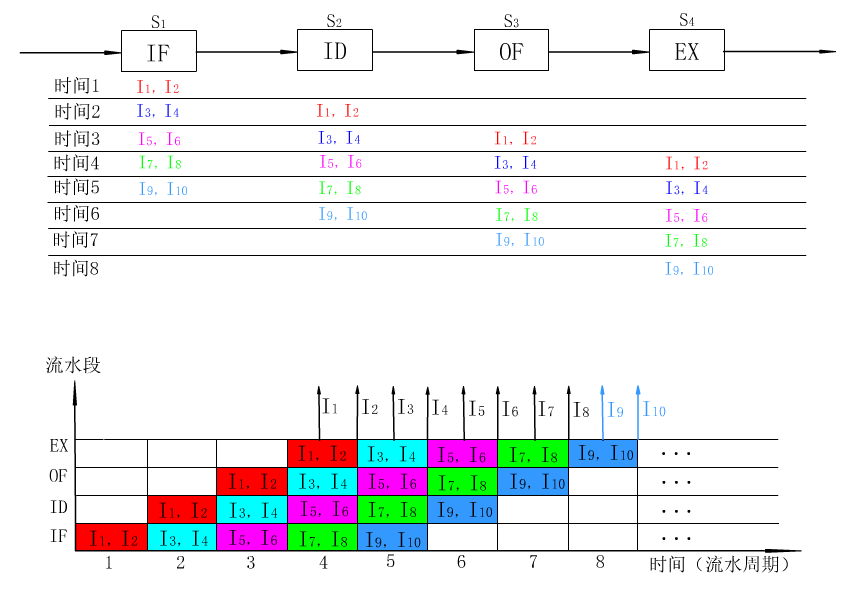 S1 S2 S3 S4
IF ID OF EX
时间1 I1, I2
时间2 I3, I4 I1, I2
时间3 I5, I6 I3, I4 I1, I2
时间4 I7, I8 I5, I6 I3, I4 I1, I2
时间5 I9, I10 I7, I8 I5, I6 I3, I4
时间6 I9, I10 I7, I8 I5, I6
时间7 I9, I10 I7, I8
时间8 I9, I10
流水段
I1 I2 I3 I4 I5 I6 I7 I8 I9 I10
EX I1, I2 I3, I4 I5, I6 I7, I8 I9, I10 ···
OF I1, I2 I3, I4 I5, I6 I7, I8 I9, I10 ···
ID I1, I2 I3, I4 I5, I6 I7, I8 I9, I10 ···
IF I1, I2 I3, I4 I5, I6 I7, I8 I9, I10 ···
1 2 3 4 5 6 7 8 时间（流水周期）